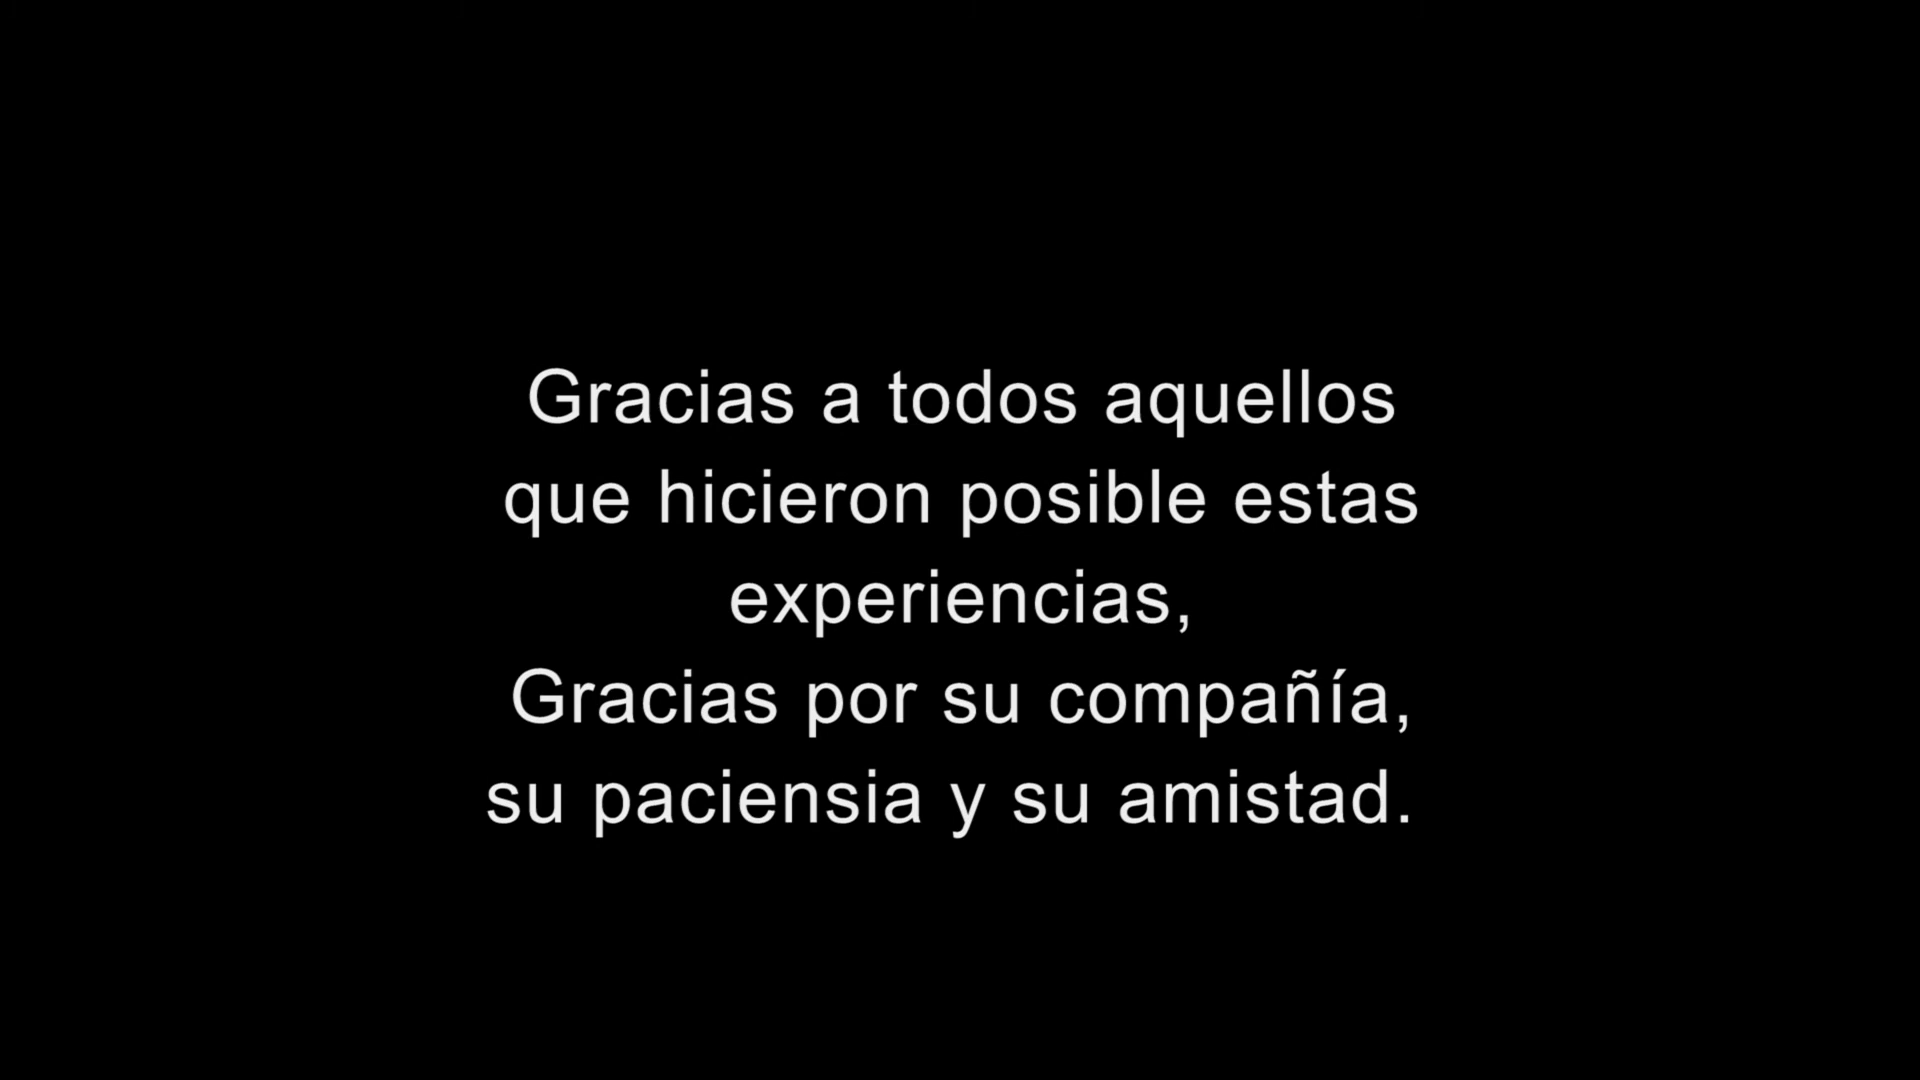 Gracias a todos aquellos
que hicieron posible estas
experiencias,
Gracias por su compañía,
su paciensia y su amistad.